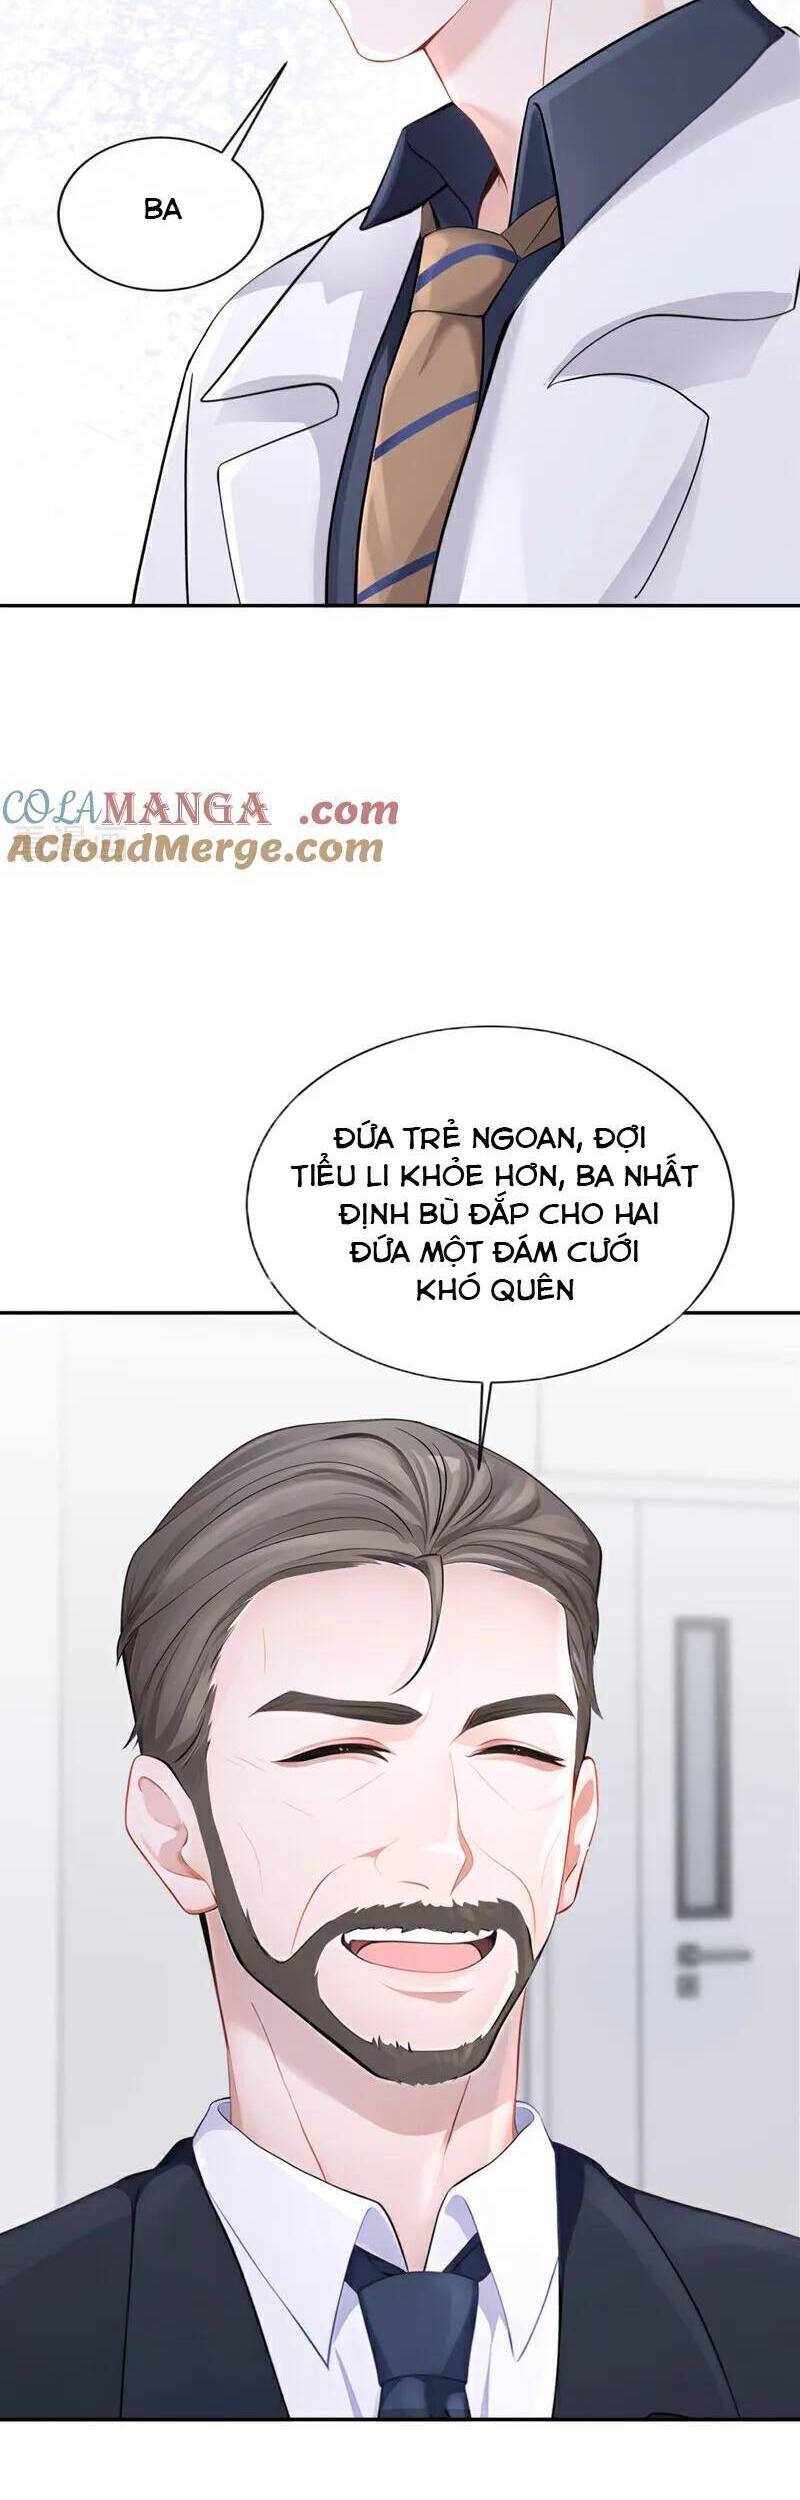 BA
COLAMANGA .com
AcloudMerge.com
ĐỨA TRẺ NGOAN, ĐỢI
TIỂU LI KHỎE HƠN, BA NHẤT
ĐỊNH BÙ ĐẮP CHO HAI
ĐỨA MỘT ĐÁM CƯỚI
KHÓ QUÊN